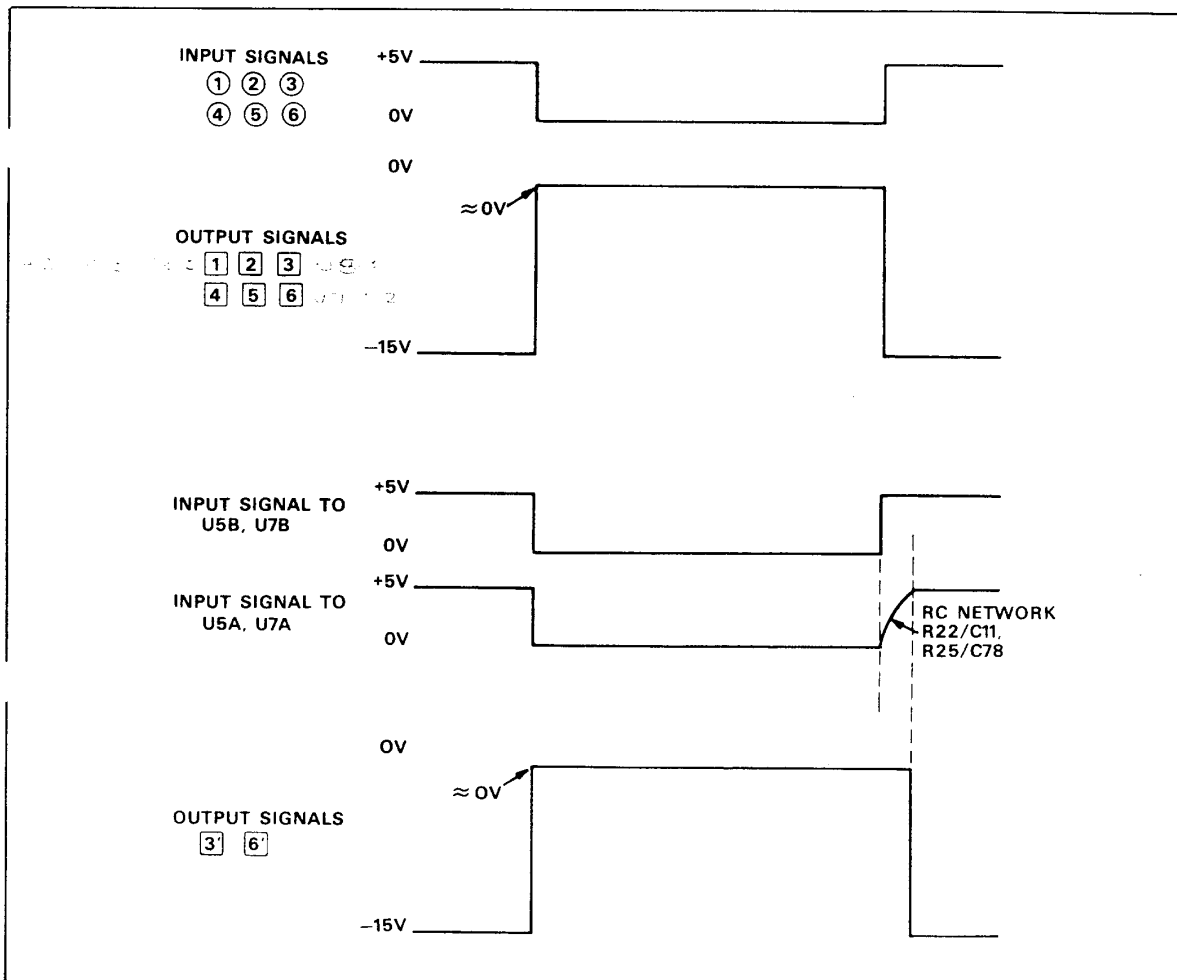 INPUT SIGNALS
① ② ③
④ ⑤ ⑥
+5V
0V
0V
≈0V
OUTPUT SIGNALS
1 2 3
4 5 6
−15V
INPUT SIGNAL TO
U5B, U7B
+5V
0V
INPUT SIGNAL TO
U5A, U7A
+5V
0V
RC NETWORK
R22/C11,
R25/C78
0V
≈0V
OUTPUT SIGNALS
3' 6'
−15V